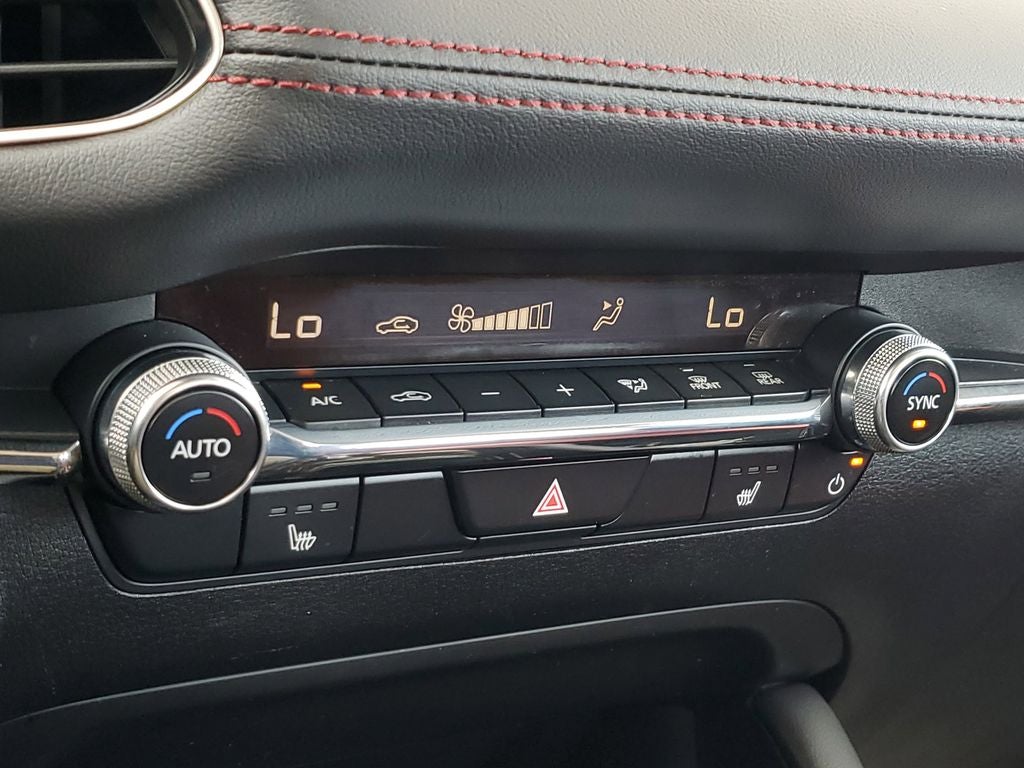 Lo Lo
A/C - + FRONT REAR
AUTO SYNC